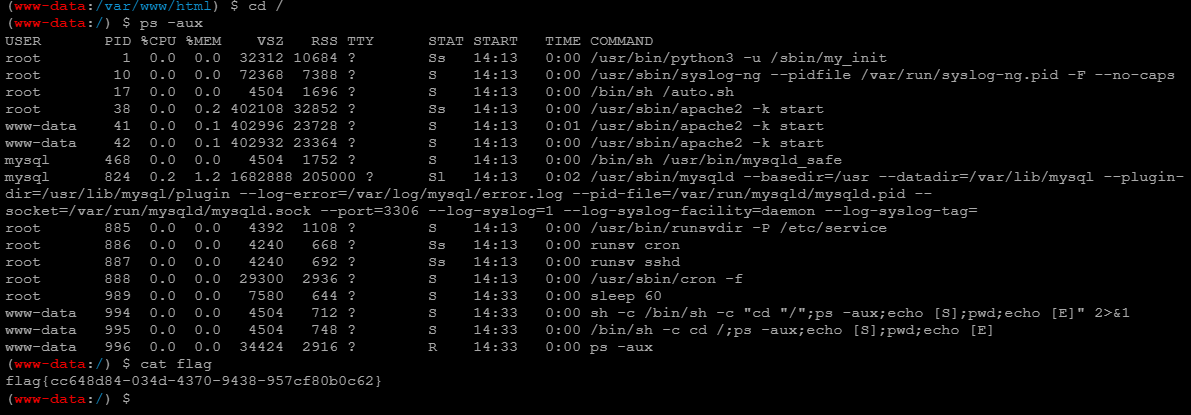 (www-data:/var/www/html) $ cd /
(www-data:/) $ ps -aux
USER       PID %CPU %MEM    VSZ   RSS TTY      STAT START   TIME COMMAND
root         1  0.0  0.0  32312 10684 ?        Ss   14:13   0:00 /usr/bin/python3 -u /sbin/my_init
root        10  0.0  0.0  72368  7388 ?        S    14:13   0:00 /usr/sbin/syslog-ng --pidfile /var/run/syslog-ng.pid -F --no-caps
root        17  0.0  0.0   4504  1696 ?        S    14:13   0:00 /bin/sh /auto.sh
root        38  0.0  0.2 402108 32852 ?        Ss   14:13   0:00 /usr/sbin/apache2 -k start
www-data    41  0.0  0.1 402996 23728 ?        S    14:13   0:01 /usr/sbin/apache2 -k start
www-data    42  0.0  0.1 402932 23364 ?        S    14:13   0:00 /usr/sbin/apache2 -k start
mysql      468  0.0  0.0   4504  1752 ?        S    14:13   0:00 /bin/sh /usr/bin/mysqld_safe
mysql      824  0.2  1.2 1682888 205000 ?      Sl   14:13   0:02 /usr/sbin/mysqld --basedir=/usr --datadir=/var/lib/mysql --plugin-
dir=/usr/lib/mysql/plugin --log-error=/var/log/mysql/error.log --pid-file=/var/run/mysqld/mysqld.pid --
socket=/var/run/mysqld/mysqld.sock --port=3306 --log-syslog=1 --log-syslog-facility=daemon --log-syslog-tag=
root       885  0.0  0.0   4392  1108 ?        S    14:13   0:00 /usr/bin/runsvdir -P /etc/service
root       886  0.0  0.0   4240   668 ?        Ss   14:13   0:00 runsv cron
root       887  0.0  0.0   4240   692 ?        Ss   14:13   0:00 runsv sshd
root       888  0.0  0.0  29300  2936 ?        S    14:13   0:00 /usr/sbin/cron -f
root       989  0.0  0.0   7580   644 ?        S    14:33   0:00 sleep 60
www-data   994  0.0  0.0   4504   712 ?        S    14:33   0:00 sh -c /bin/sh -c "cd "/";ps -aux;echo [S];pwd;echo [E]" 2>&1
www-data   995  0.0  0.0   4504   748 ?        S    14:33   0:00 /bin/sh -c cd /;ps -aux;echo [S];pwd;echo [E]
www-data   996  0.0  0.0  34424  2916 ?        R    14:33   0:00 ps -aux
(www-data:/) $ cat flag
flag{cc648d84-034d-4370-9438-957cf80b0c62}
(www-data:/) $